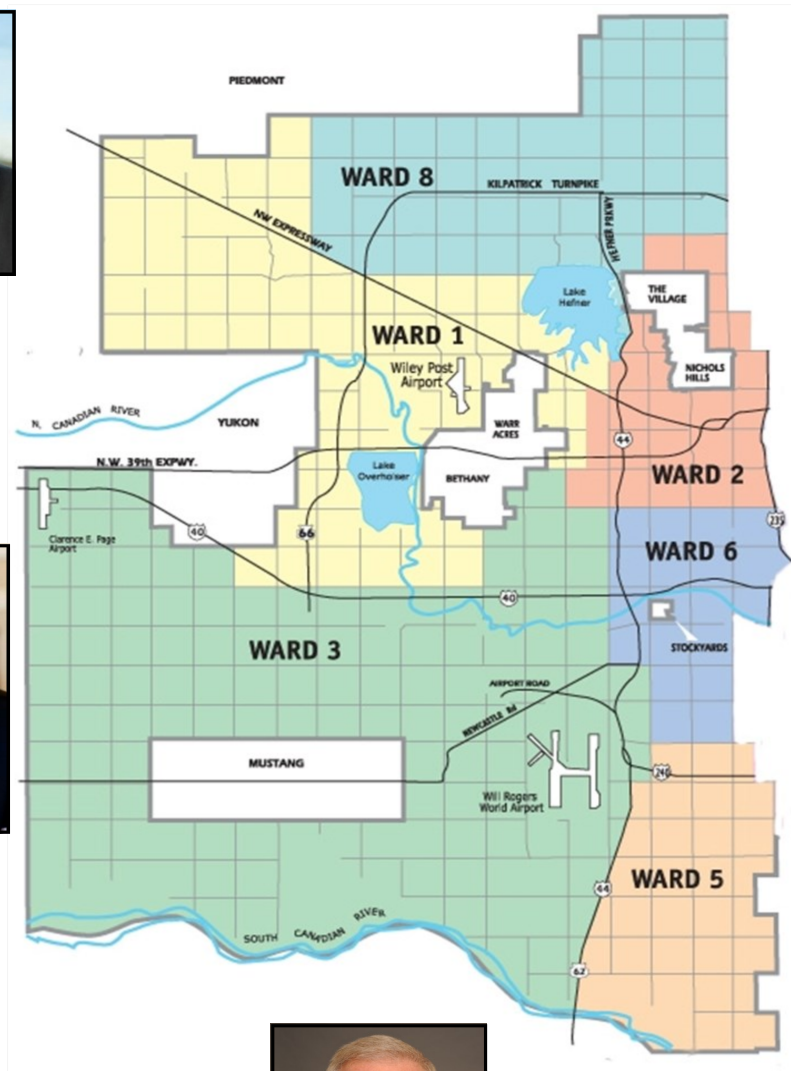 PIEDMONT
WARD 8
KILPATRICK TURNPIKE
HEFNER PRKWY
NW EXPRESSWAY
Lake
Hefner
THE
VILLAGE
WARD 1
Wiley Post
Airport
NICHOLS
HILLS
N. CANADIAN RIVER
YUKON
WARR
ACRES
44
N.W. 39th EXPWY.
Lake
Overholser
BETHANY
WARD 2
40
66
235
Clarence E. Page
Airport
WARD 6
40
WARD 3
STOCKYARDS
AIRPORT ROAD
NEWCASTLE Rd
MUSTANG
240
Will Rogers
World Airport
WARD 5
44
SOUTH CANADIAN RIVER
62